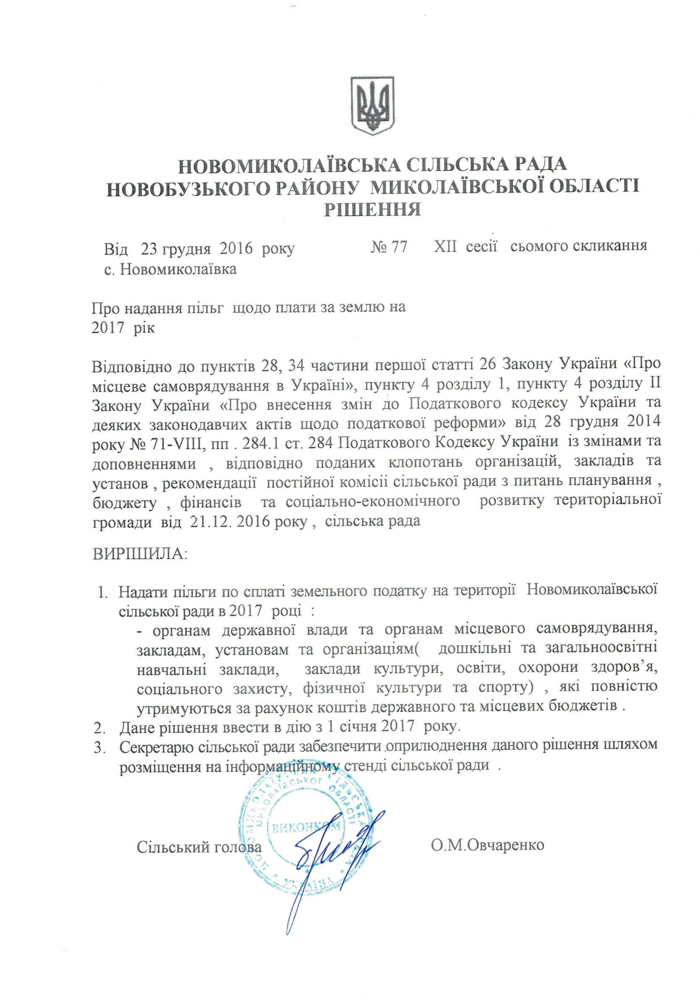 НОВОМИКОЛАЇВСЬКА СІЛЬСЬКА РАДА
НОВОБУЗЬКОГО РАЙОНУ МИКОЛАЇВСЬКОЇ ОБЛАСТІ
РІШЕННЯ
Від 23 грудня 2016 року № 77 XII сесії сьомого скликання
с. Новомиколаївка
Про надання пільг щодо плати за землю на
2017 рік
Відповідно до пунктів 28, 34 частини першої статті 26 Закону України «Про
місцеве самоврядування в Україні», пункту 4 розділу 1, пункту 4 розділу II
Закону України «Про внесення змін до Податкового кодексу України та
деяких законодавчих актів щодо податкової реформи» від 28 грудня 2014
року № 71-VIII, пп . 284.1 ст. 284 Податкового Кодексу України із змінами та
доповненнями , відповідно поданих клопотань організацій, закладів та
установ , рекомендації постійної комісіі сільської ради з питань планування ,
бюджету , фінансів та соціально-економічного розвитку територіальної
громади від 21.12. 2016 року , сільська рада
ВИРІШИЛА:
1. Надати пільги по сплаті земельного податку на території Новомиколаївської
сільської ради в 2017 році :
- органам державної влади та органам місцевого самоврядування,
закладам, установам та організаціям( дошкільні та загальноосвітні
навчальні заклади, заклади культури, освіти, охорони здоров’я,
соціального захисту, фізичної культури та спорту) , які повністю
утримуються за рахунок коштів державного та місцевих бюджетів .
2. Дане рішення ввести в дію з 1 січня 2017 року.
3. Секретарю сільської ради забезпечити оприлюднення даного рішення шляхом
розміщення на інформаційному стенді сільської ради .
НОВОМИКОЛАЇВСЬКА СІЛЬСЬКА РАДА * УКРАЇНА *
МИКОЛАЇВСЬКОЇ ОБЛАСТІ
ВИКОНКОМ
Сільський голова О.М.Овчаренко